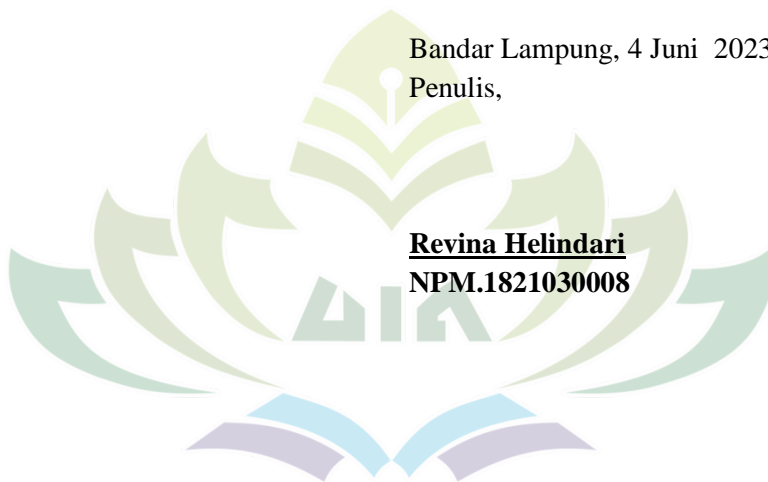 Bandar Lampung, 4 Juni 2023
Penulis,
Revina Helindari
NPM.1821030008